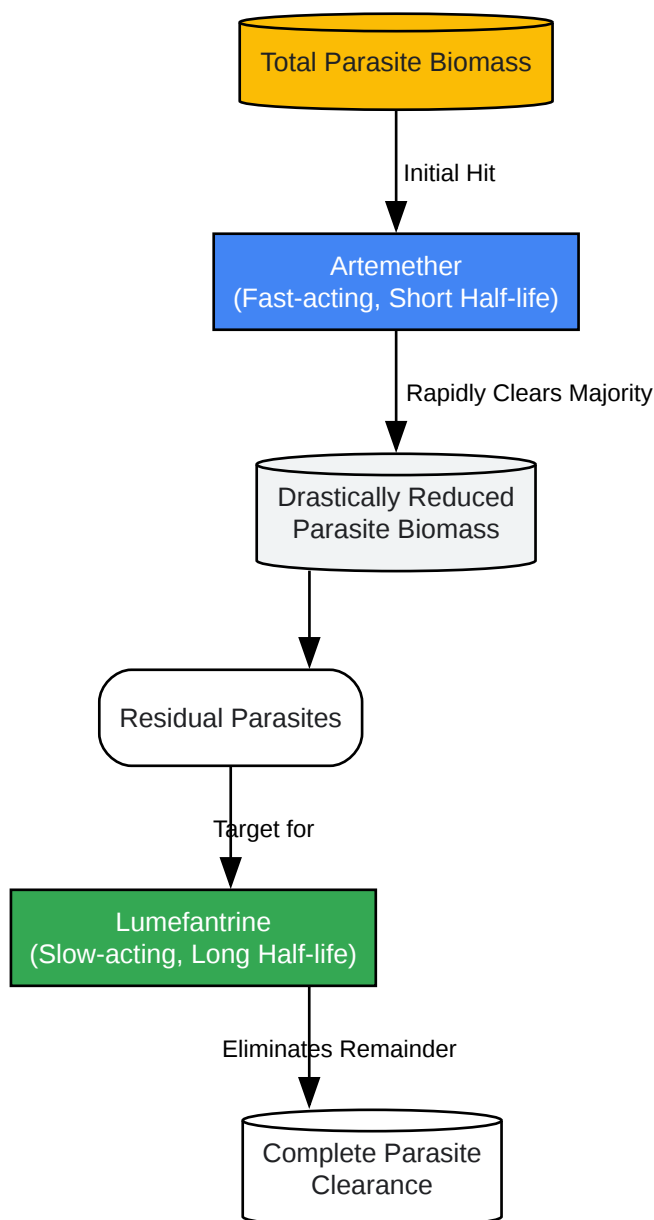 Total Parasite Biomass
Initial Hit
Artemether
(Fast-acting, Short Half-life)
Rapidly Clears Majority
Drastically Reduced
Parasite Biomass
Residual Parasites
Target for
Lumefantrine
(Slow-acting, Long Half-life)
Eliminates Remainder
Complete Parasite
Clearance